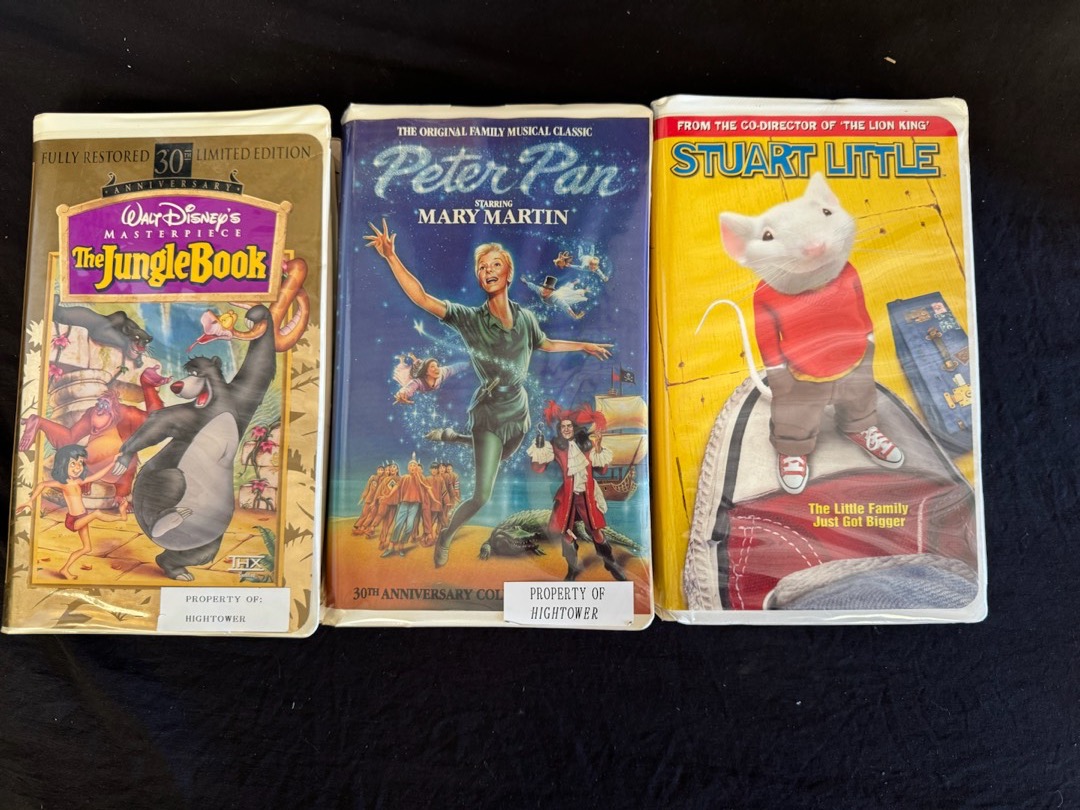 FULLY RESTORED 30TH LIMITED EDITION
ANNIVERSARY
WALT DISNEY'S
MASTERPIECE
The Jungle Book
THX
PROPERTY OF:
HIGHTOWER
THE ORIGINAL FAMILY MUSICAL CLASSIC
Peter Pan
STARRING
MARY MARTIN
30TH ANNIVERSARY
PROPERTY OF
HIGHTOWER
FROM THE CO-DIRECTOR OF 'THE LION KING'
STUART LITTLE
The Little Family
Just Got Bigger